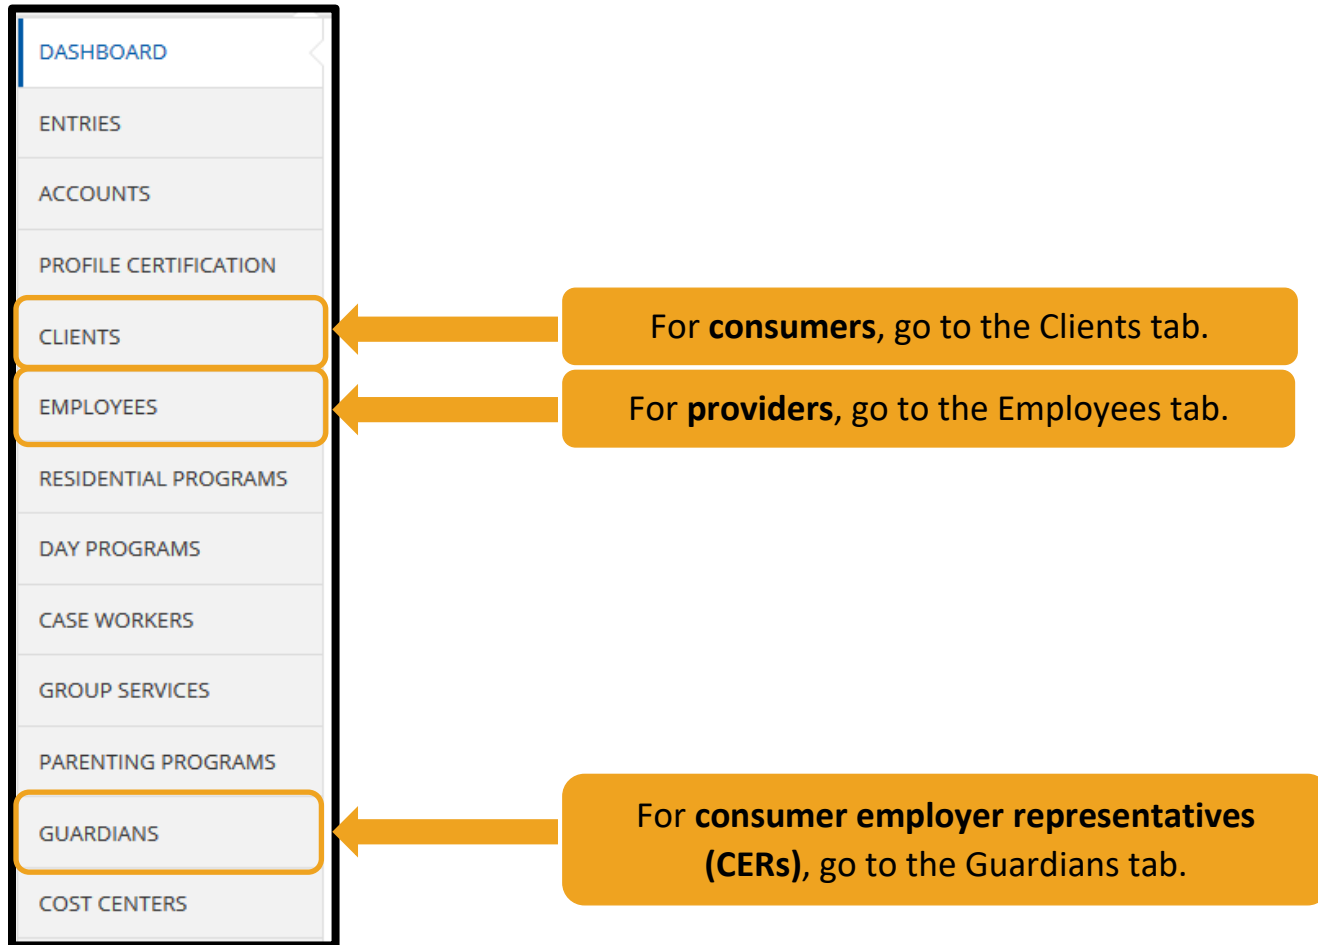 DASHBOARD
ENTRIES
ACCOUNTS
PROFILE CERTIFICATION
CLIENTS
For consumers, go to the Clients tab.
EMPLOYEES
For providers, go to the Employees tab.
RESIDENTIAL PROGRAMS
DAY PROGRAMS
CASE WORKERS
GROUP SERVICES
PARENTING PROGRAMS
GUARDIANS
For consumer employer representatives
(CERs), go to the Guardians tab.
COST CENTERS